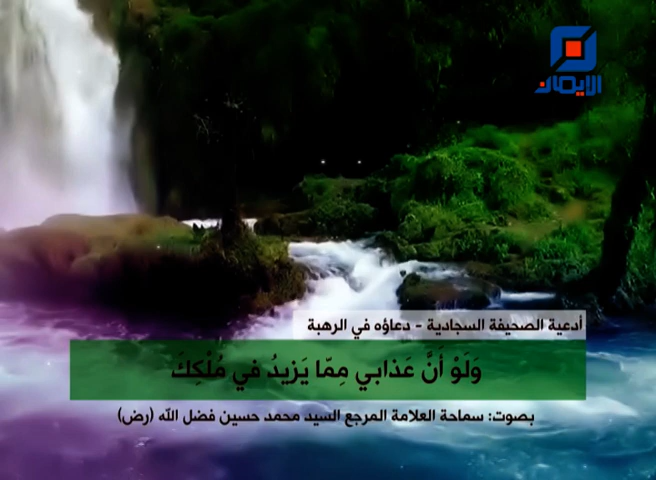 الايمان
أدعية الصحيفة السجادية - دعاؤه في الرهبة
وَلَوْ أَنَّ عَذابي مِمّا يَزيدُ في مُلْكِكَ
بصوت: سماحة العلامة المرجع السيد محمد حسين فضل الله (رض)